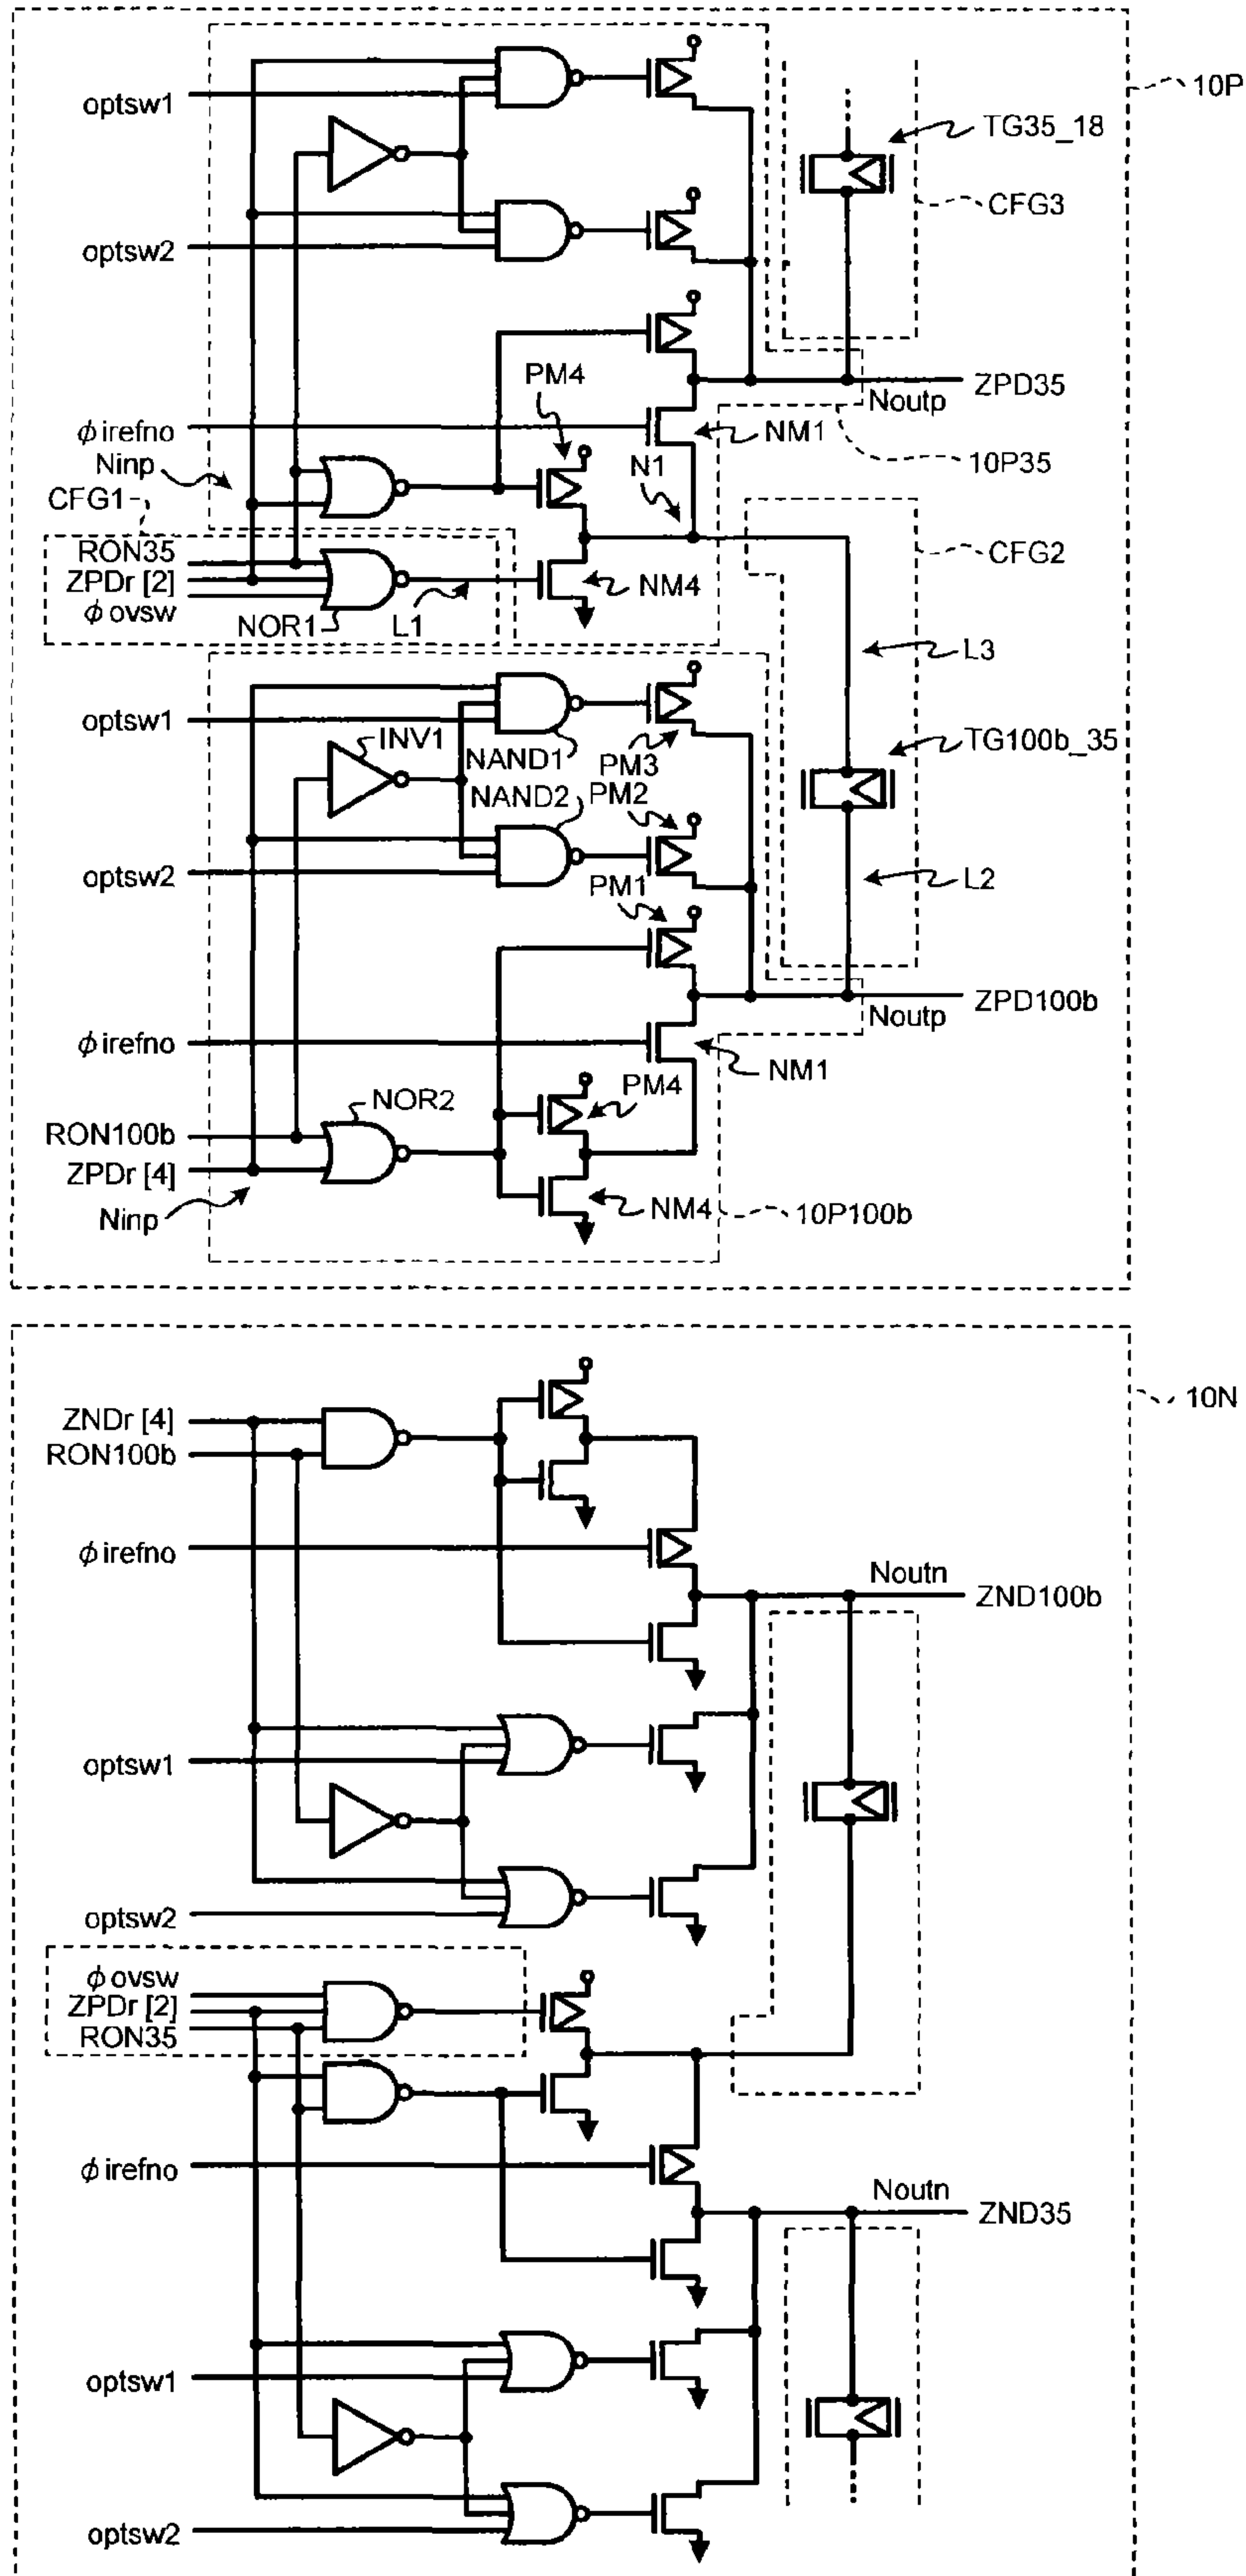 10P
optsw1
TG35_18
CFG3
optsw2
PM4
ZPD35
Noutp
φirefno
NM1
Ninp
N1
10P35
CFG1
RON35
CFG2
ZPDr [2]
φovsw
NM4
NOR1
L1
L3
optsw1
INV1
NAND1
PM3
TG100b_35
NAND2
PM2
optsw2
L2
PM1
ZPD100b
Noutp
φirefno
NM1
PM4
NOR2
RON100b
ZPDr [4]
Ninp
NM4
10P100b
10N
ZNDr [4]
RON100b
φirefno
Noutn
ZND100b
optsw1
optsw2
φovsw
ZPDr [2]
RON35
φirefno
Noutn
ZND35
optsw1
optsw2